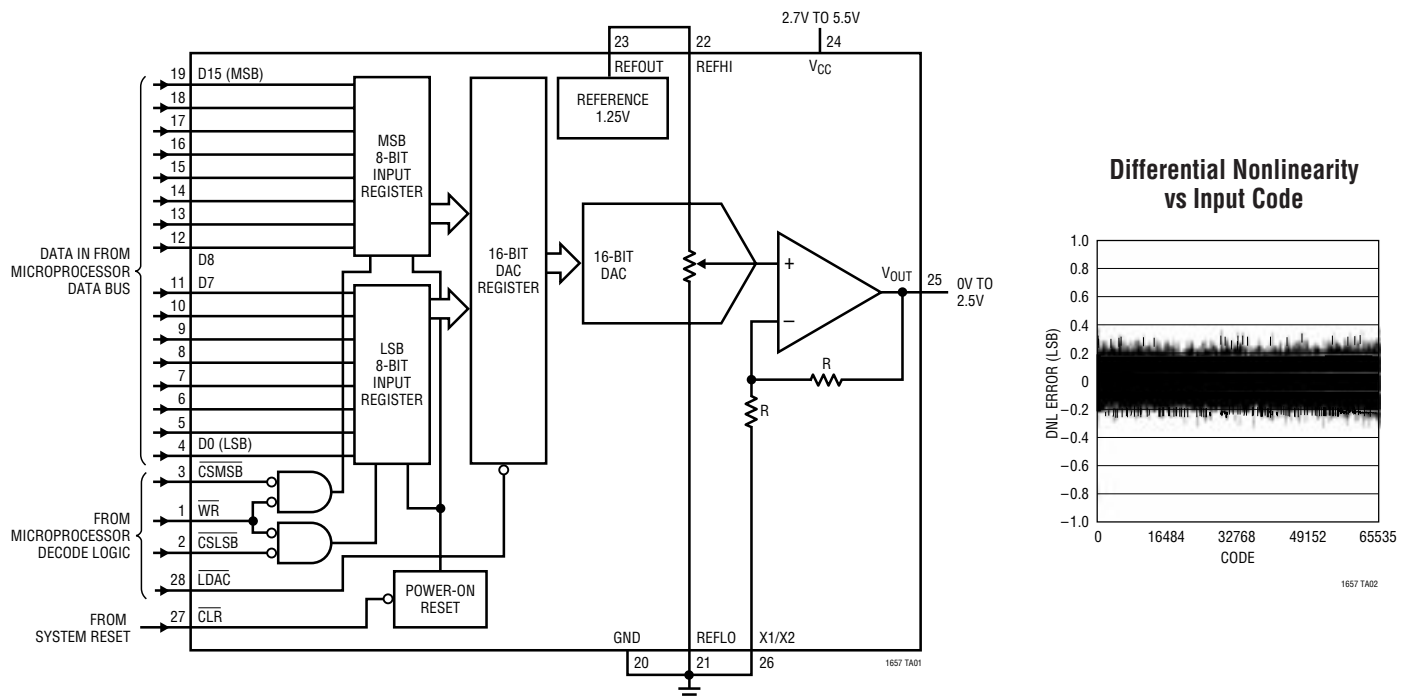 2.7V TO 5.5V
23
22
24
REFOUT
REFHI
VCC
19
D15 (MSB)
18
17
16
15
14
13
12
D8
11
D7
10
9
8
7
6
5
4
D0 (LSB)
3
CSMSB
1
WR
2
CSLSB
28
LDAC
27
CLR
DATA IN FROM
MICROPROCESSOR
DATA BUS
FROM
MICROPROCESSOR
DECODE LOGIC
FROM
SYSTEM RESET
MSB
8-BIT
INPUT
REGISTER
LSB
8-BIT
INPUT
REGISTER
16-BIT
DAC
REGISTER
REFERENCE
1.25V
16-BIT
DAC
+
–
R
R
VOUT
25
0V TO
2.5V
POWER-ON
RESET
GND
REFLO
X1/X2
20
21
26
1657 TA01
Differential Nonlinearity
vs Input Code
1.0
0.8
0.6
0.4
0.2
0
–0.2
–0.4
–0.6
–0.8
–1.0
DNL ERROR (LSB)
0
16484
32768
49152
65535
CODE
1657 TA02